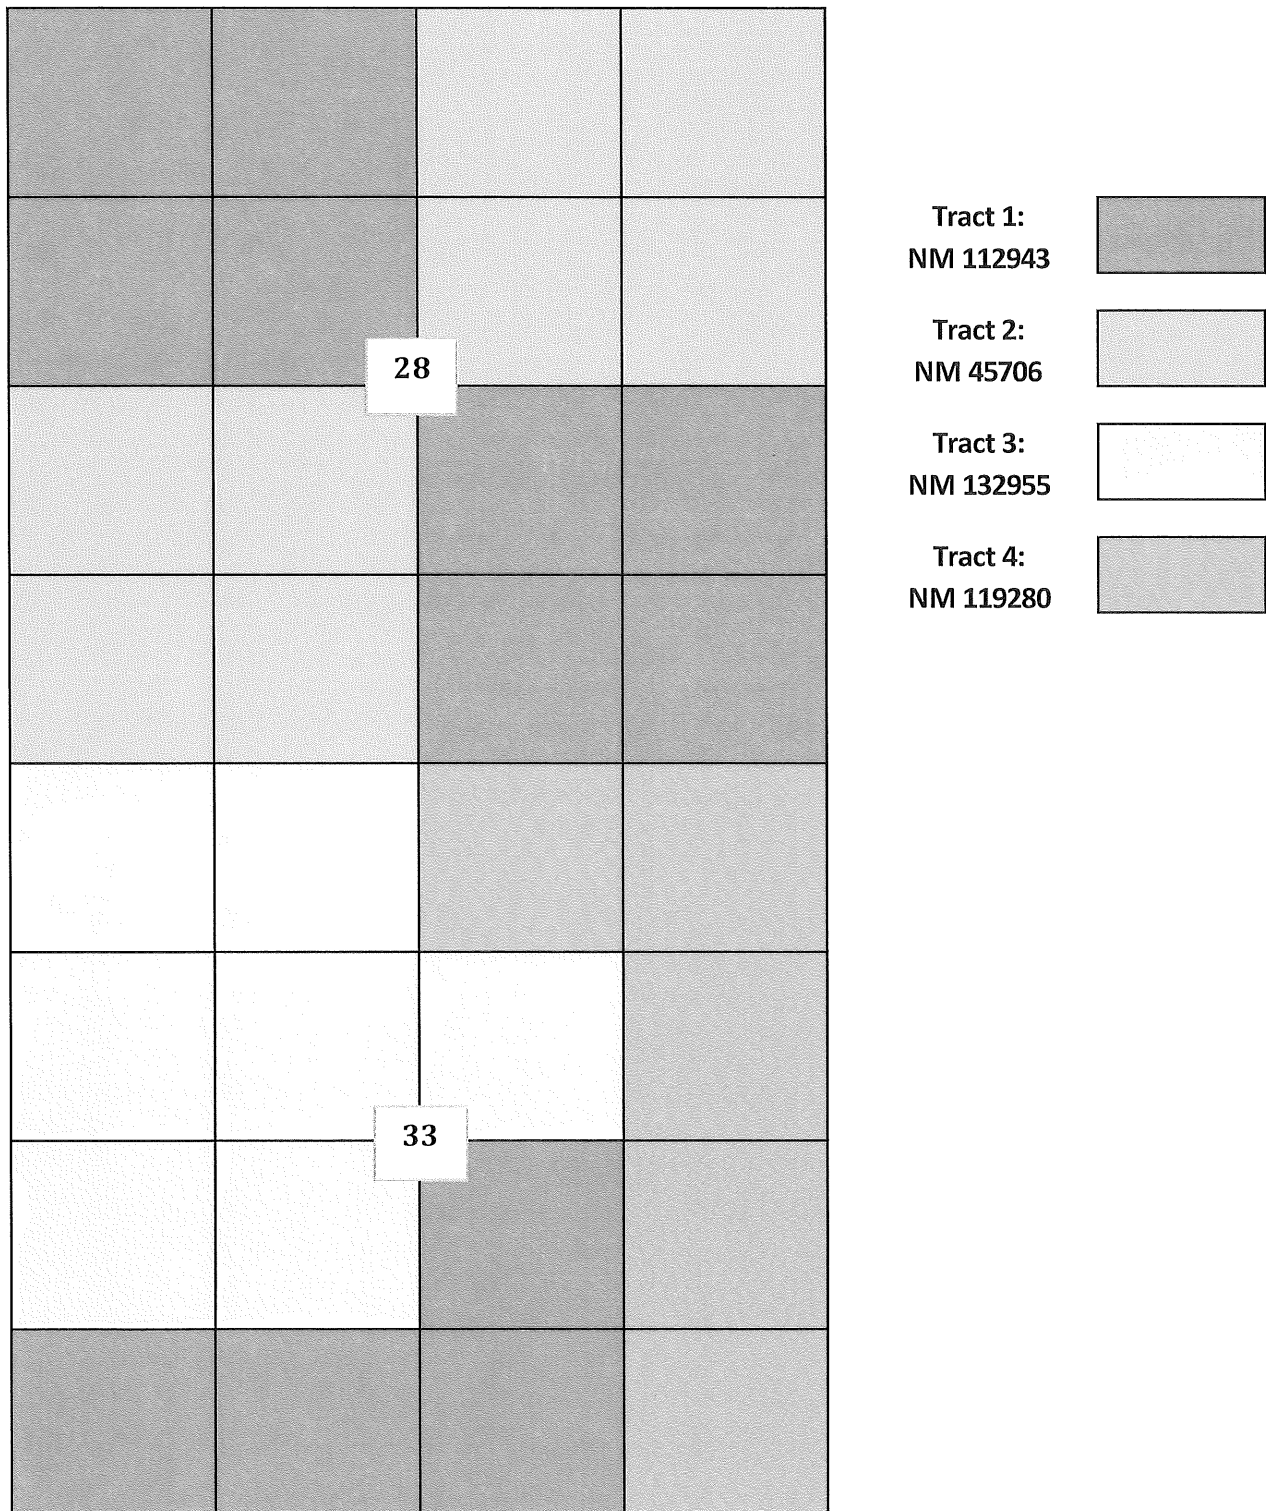 Tract 1:
NM 112943
Tract 2:
NM 45706
28
Tract 3:
NM 132955
Tract 4:
NM 119280
33